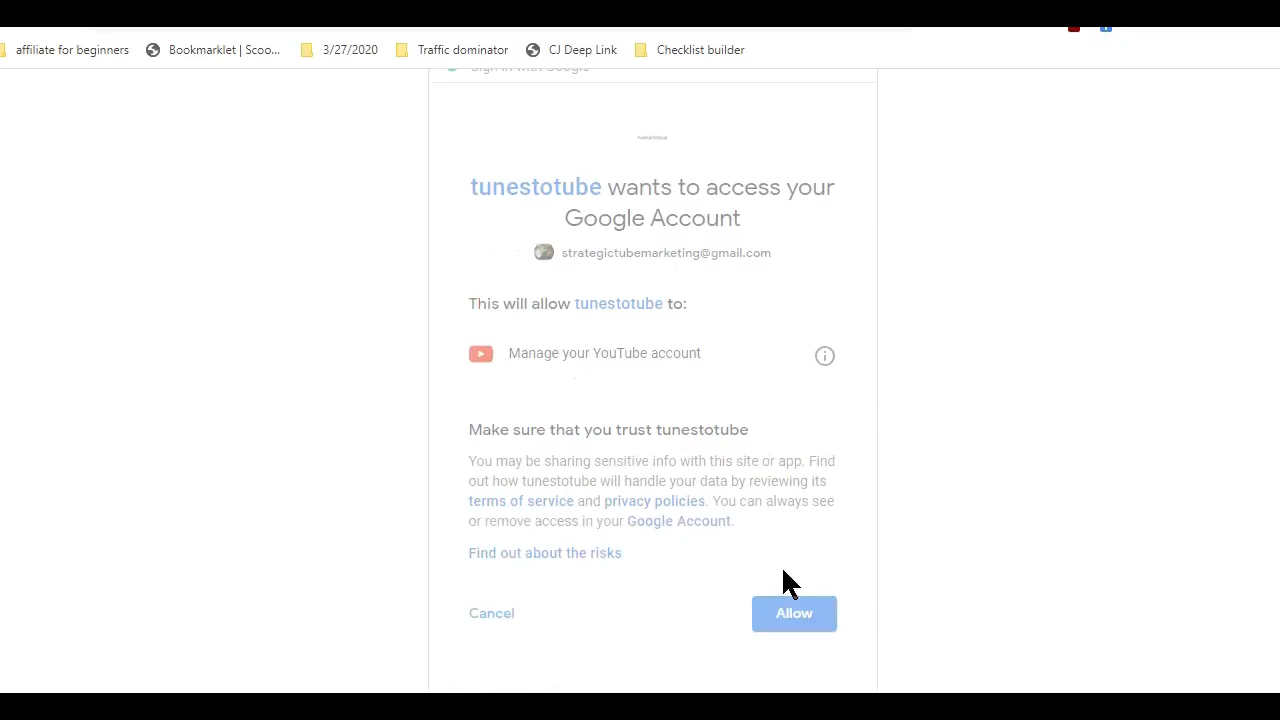 affiliate for beginners Bookmarklet | Scoo... 3/27/2020 Traffic dominator CJ Deep Link Checklist builder
Sign in with Google
tunestotube wants to access your
Google Account
strategictubemarketing@gmail.com
This will allow tunestotube to:
Manage your YouTube account
Make sure that you trust tunestotube
You may be sharing sensitive info with this site or app. Find
out how tunestotube will handle your data by reviewing its
terms of service and privacy policies. You can always see
or remove access in your Google Account.
Find out about the risks
Cancel Allow